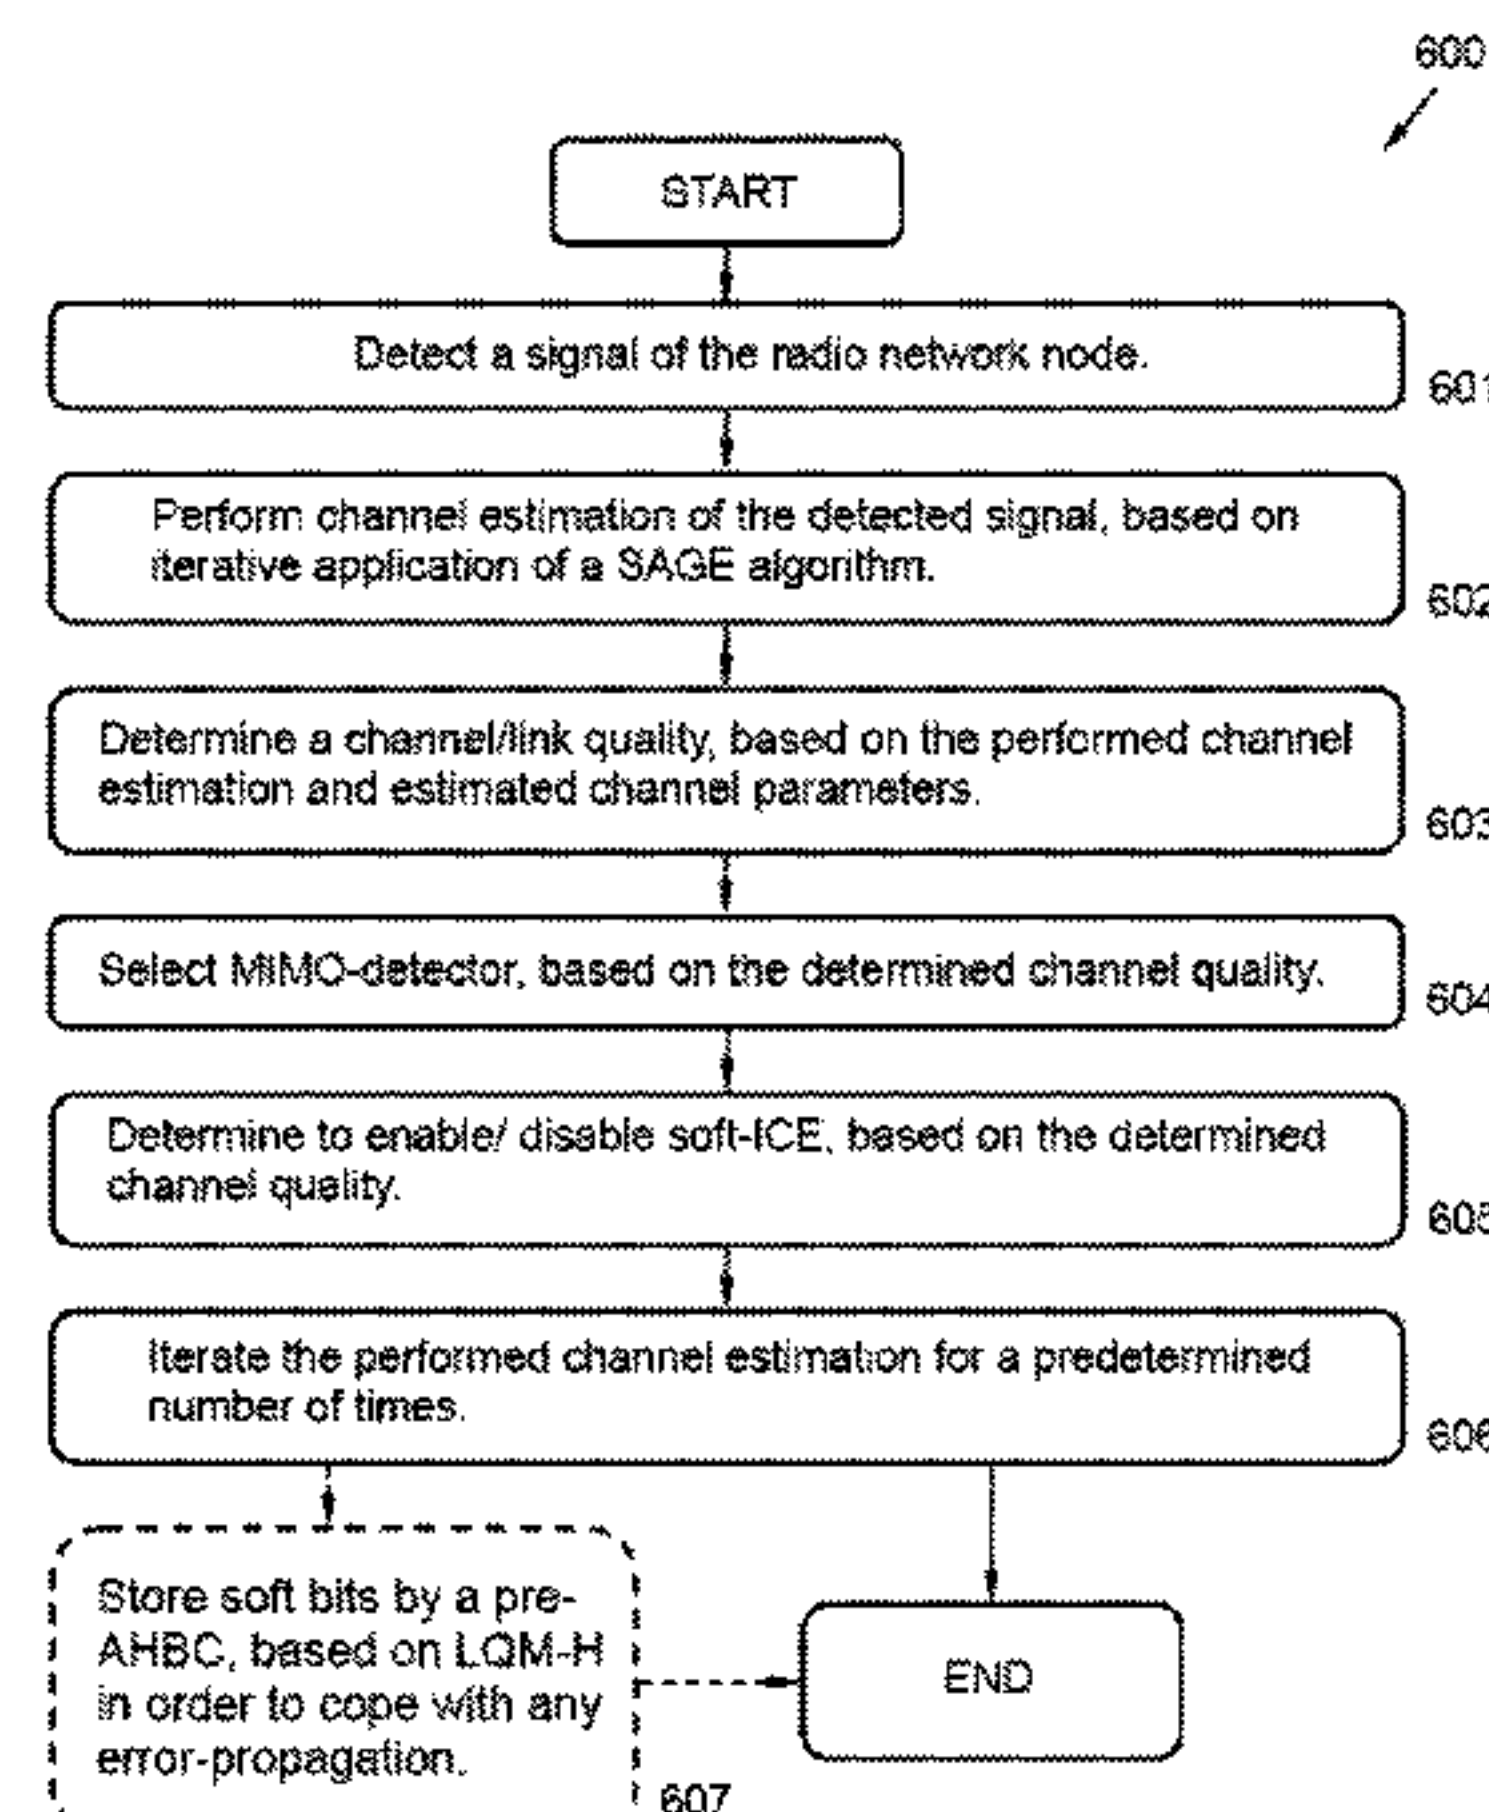 600
START
Detect a signal of the radio network node.
601
Perform channel estimation of the detected signal, based on
iterative application of a SAGE algorithm.
602
Determine a channel/link quality, based on the performed channel
estimation and estimated channel parameters.
603
Select MIMO-detector, based on the determined channel quality.
604
Determine to enable/ disable soft-ICE, based on the determined
channel quality.
605
Iterate the performed channel estimation for a predetermined
number of times.
606
Store soft bits by a pre-
AHBC, based on LQM-H
in order to cope with any
error-propagation.
607
END